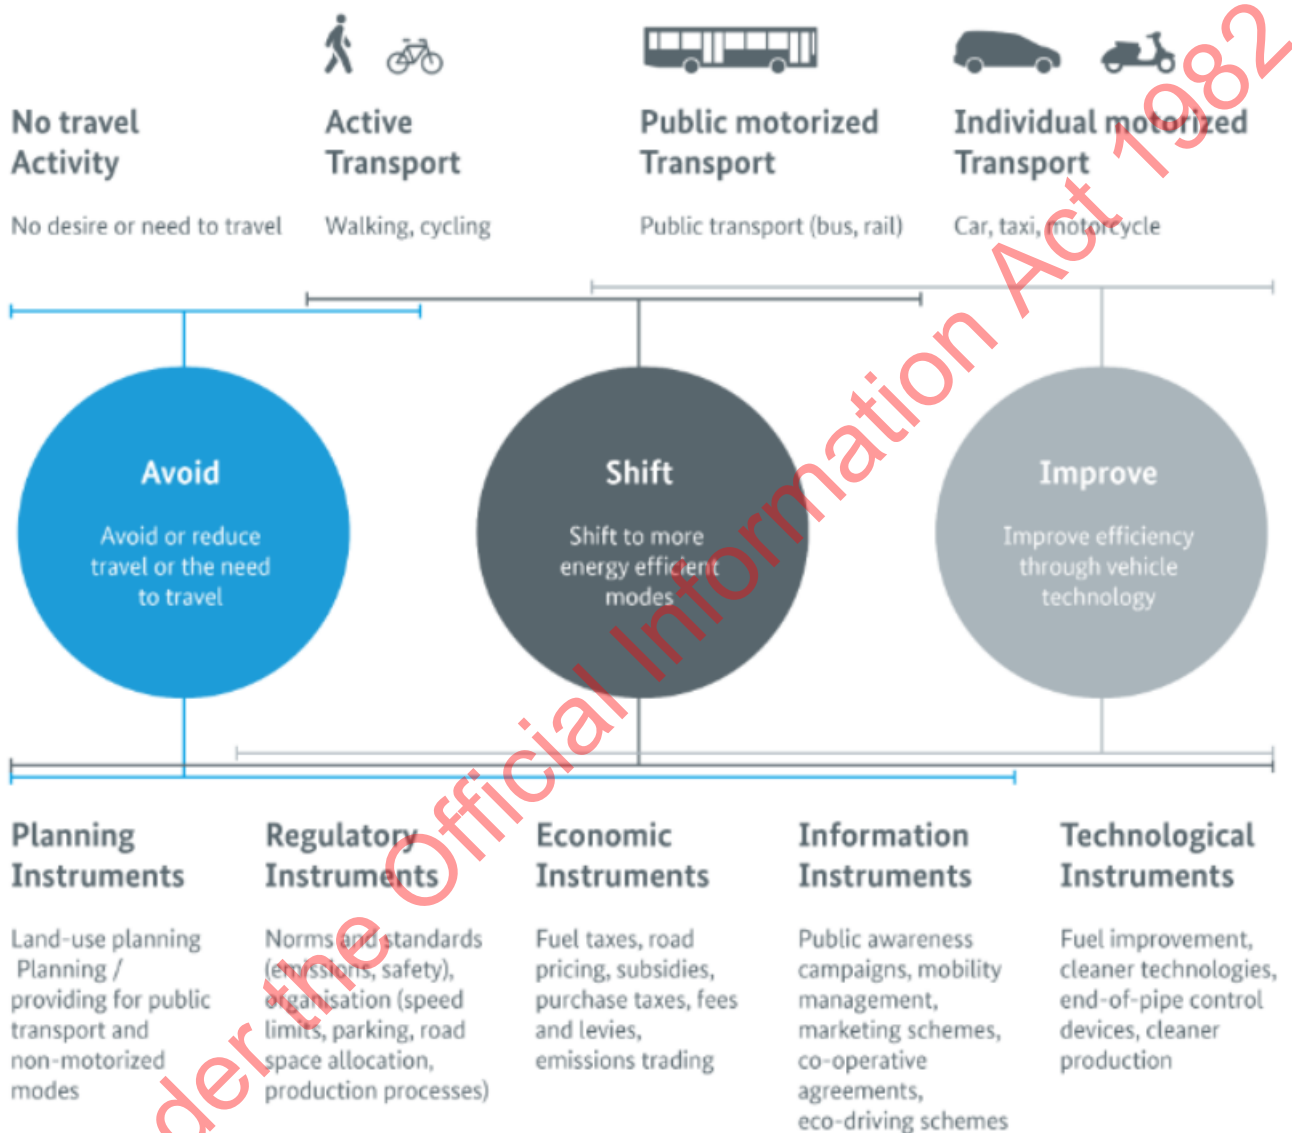 No travel
Activity
No desire or need to travel
Active
Transport
Walking, cycling
Public motorized
Transport
Public transport (bus, rail)
Individual motorized
Transport
Car, taxi, motorcycle
Avoid
Avoid or reduce
travel or the need
to travel
Shift
Shift to more
energy efficient
modes
Improve
Improve efficiency
through vehicle
technology
Planning
Instruments
Land-use planning
Planning /
providing for public
transport and
non-motorized
modes
Regulatory
Instruments
Norms and standards
(emissions, safety),
organisation (speed
limits, parking, road
space allocation,
production processes)
Economic
Instruments
Fuel taxes, road
pricing, subsidies,
purchase taxes, fees
and levies,
emissions trading
Information
Instruments
Public awareness
campaigns, mobility
management,
marketing schemes,
co-operative
agreements,
eco-driving schemes
Technological
Instruments
Fuel improvement,
cleaner technologies,
end-of-pipe control
devices, cleaner
production
der the Official Information Act 1982